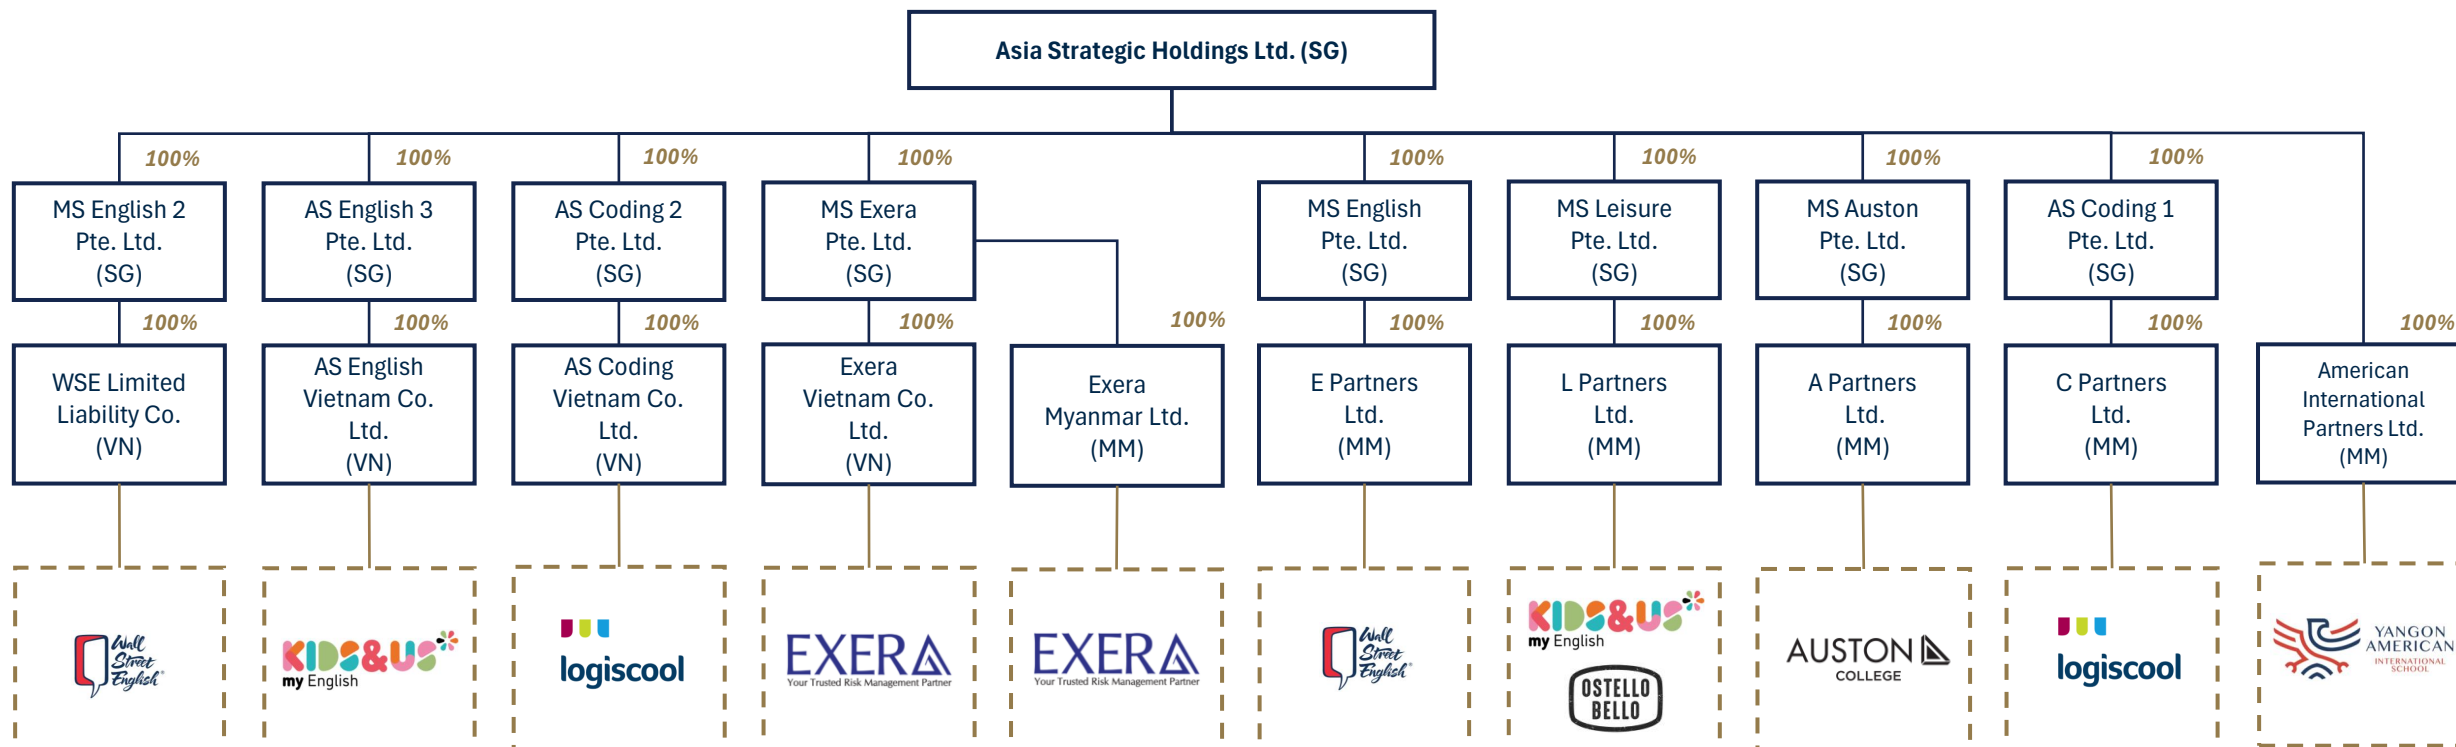 Asia Strategic Holdings Ltd. (SG)
100%
100%
100%
100%
100%
100%
100%
100%
MS English 2
Pte. Ltd.
(SG)
AS English 3
Pte. Ltd.
(SG)
AS Coding 2
Pte. Ltd.
(SG)
MS Exera
Pte. Ltd.
(SG)
MS English
Pte. Ltd.
(SG)
MS Leisure
Pte. Ltd.
(SG)
MS Auston
Pte. Ltd.
(SG)
AS Coding 1
Pte. Ltd.
(SG)
100%
100%
100%
100%
100%
100%
100%
100%
100%
100%
WSE Limited
Liability Co.
(VN)
AS English
Vietnam Co.
Ltd.
(VN)
AS Coding
Vietnam Co.
Ltd.
(VN)
Exera
Vietnam Co.
Ltd.
(VN)
Exera
Myanmar Ltd.
(MM)
E Partners
Ltd.
(MM)
L Partners
Ltd.
(MM)
A Partners
Ltd.
(MM)
C Partners
Ltd.
(MM)
American
International
Partners Ltd.
(MM)
Wall
Street
English®
KIDS&US
my English
logiscool
EXERA
Your Trusted Risk Management Partner
EXERA
Your Trusted Risk Management Partner
Wall
Street
English®
KIDS&US
my English
OSTELLO
BELLO
AUSTON
COLLEGE
logiscool
YANGON
AMERICAN
INTERNATIONAL
SCHOOL